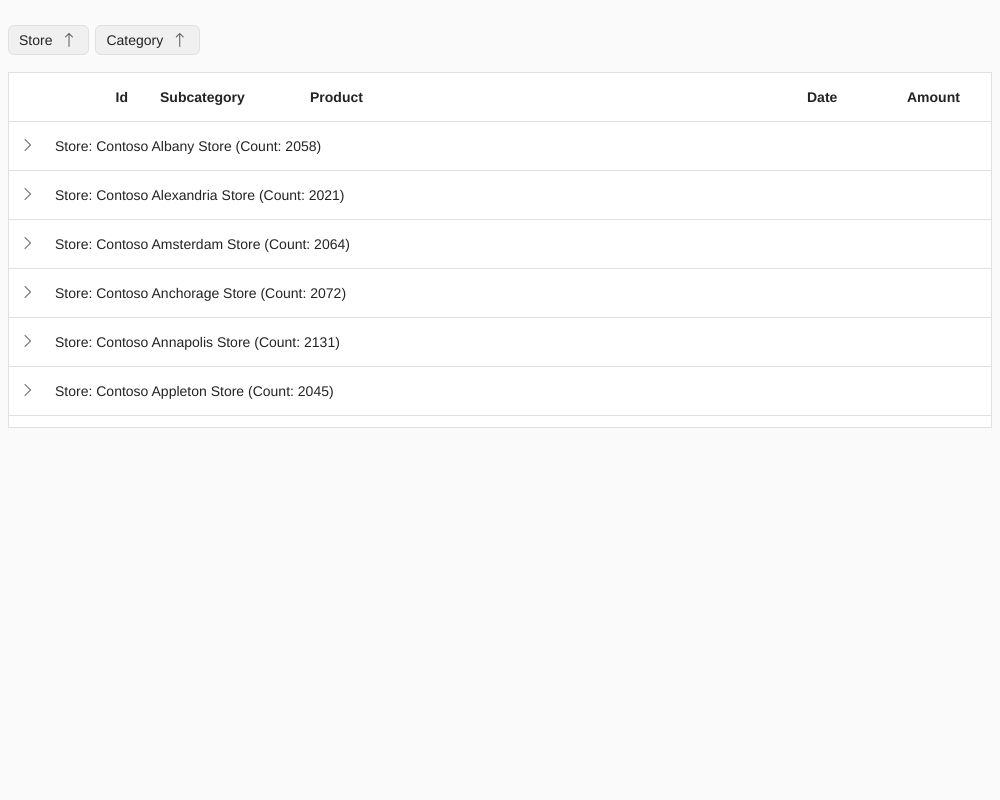 Store Category
Id Subcategory Product Date Amount
Store: Contoso Albany Store (Count: 2058)
Store: Contoso Alexandria Store (Count: 2021)
Store: Contoso Amsterdam Store (Count: 2064)
Store: Contoso Anchorage Store (Count: 2072)
Store: Contoso Annapolis Store (Count: 2131)
Store: Contoso Appleton Store (Count: 2045)